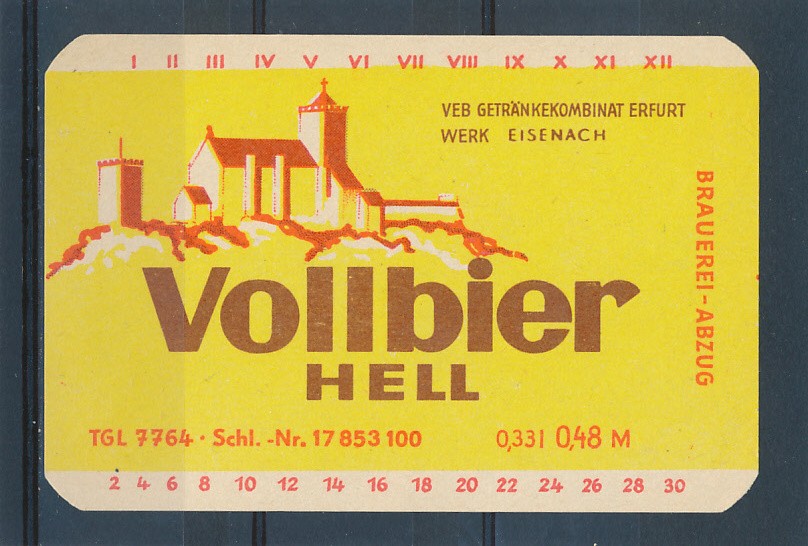 I II III IV V VI VII VIII IX X XI XII
VEB GETRÄNKEKOMBINAT ERFURT
WERK EISENACH
BRAUEREI-ABZUG
Vollbier
HELL
TGL 7764 · Schl.-Nr. 17 853 100 0,33 l 0,48 M
2 4 6 8 10 12 14 16 18 20 22 24 26 28 30